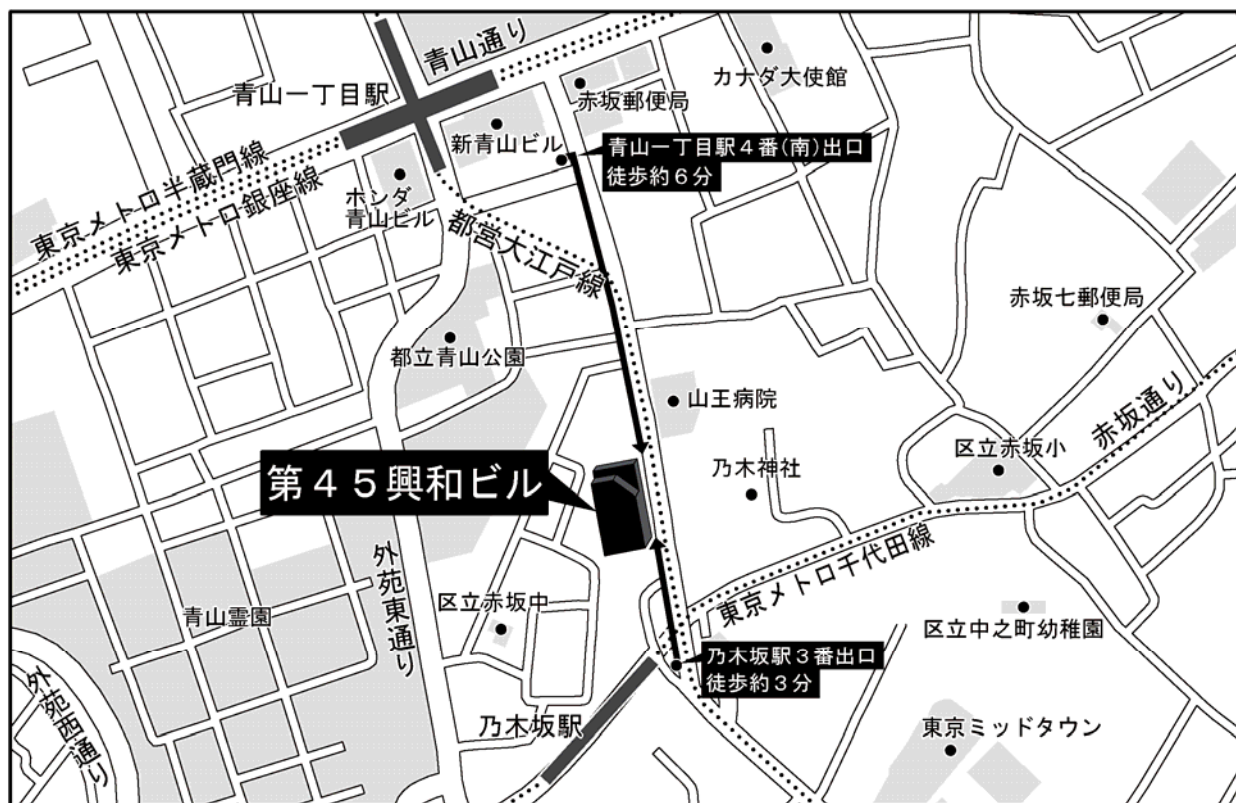 青山通り
カナダ大使館
青山一丁目駅
赤坂郵便局
新青山ビル
青山一丁目駅４番(南)出口
徒歩約６分
東京メトロ半蔵門線
東京メトロ銀座線
ホンダ
青山ビル
都営大江戸線
赤坂七郵便局
都立青山公園
山王病院
赤坂通り
区立赤坂小
第４５興和ビル
乃木神社
東京メトロ千代田線
外苑東通り
青山霊園
区立赤坂中
区立中之町幼稚園
乃木坂駅３番出口
徒歩約３分
外苑西通り
乃木坂駅
東京ミッドタウン